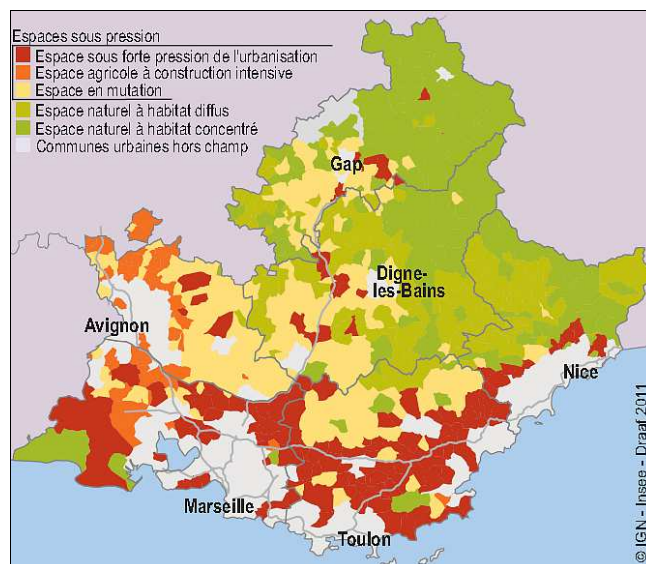 Espaces sous pression
Espace sous forte pression de l'urbanisation
Espace agricole à construction intensive
Espace en mutation
Espace naturel à habitat diffus
Espace naturel à habitat concentré
Communes urbaines hors champ
Gap
Digne-
les-Bains
Avignon
Nice
Marseille
Toulon
© IGN - Insee - Draaf 2011